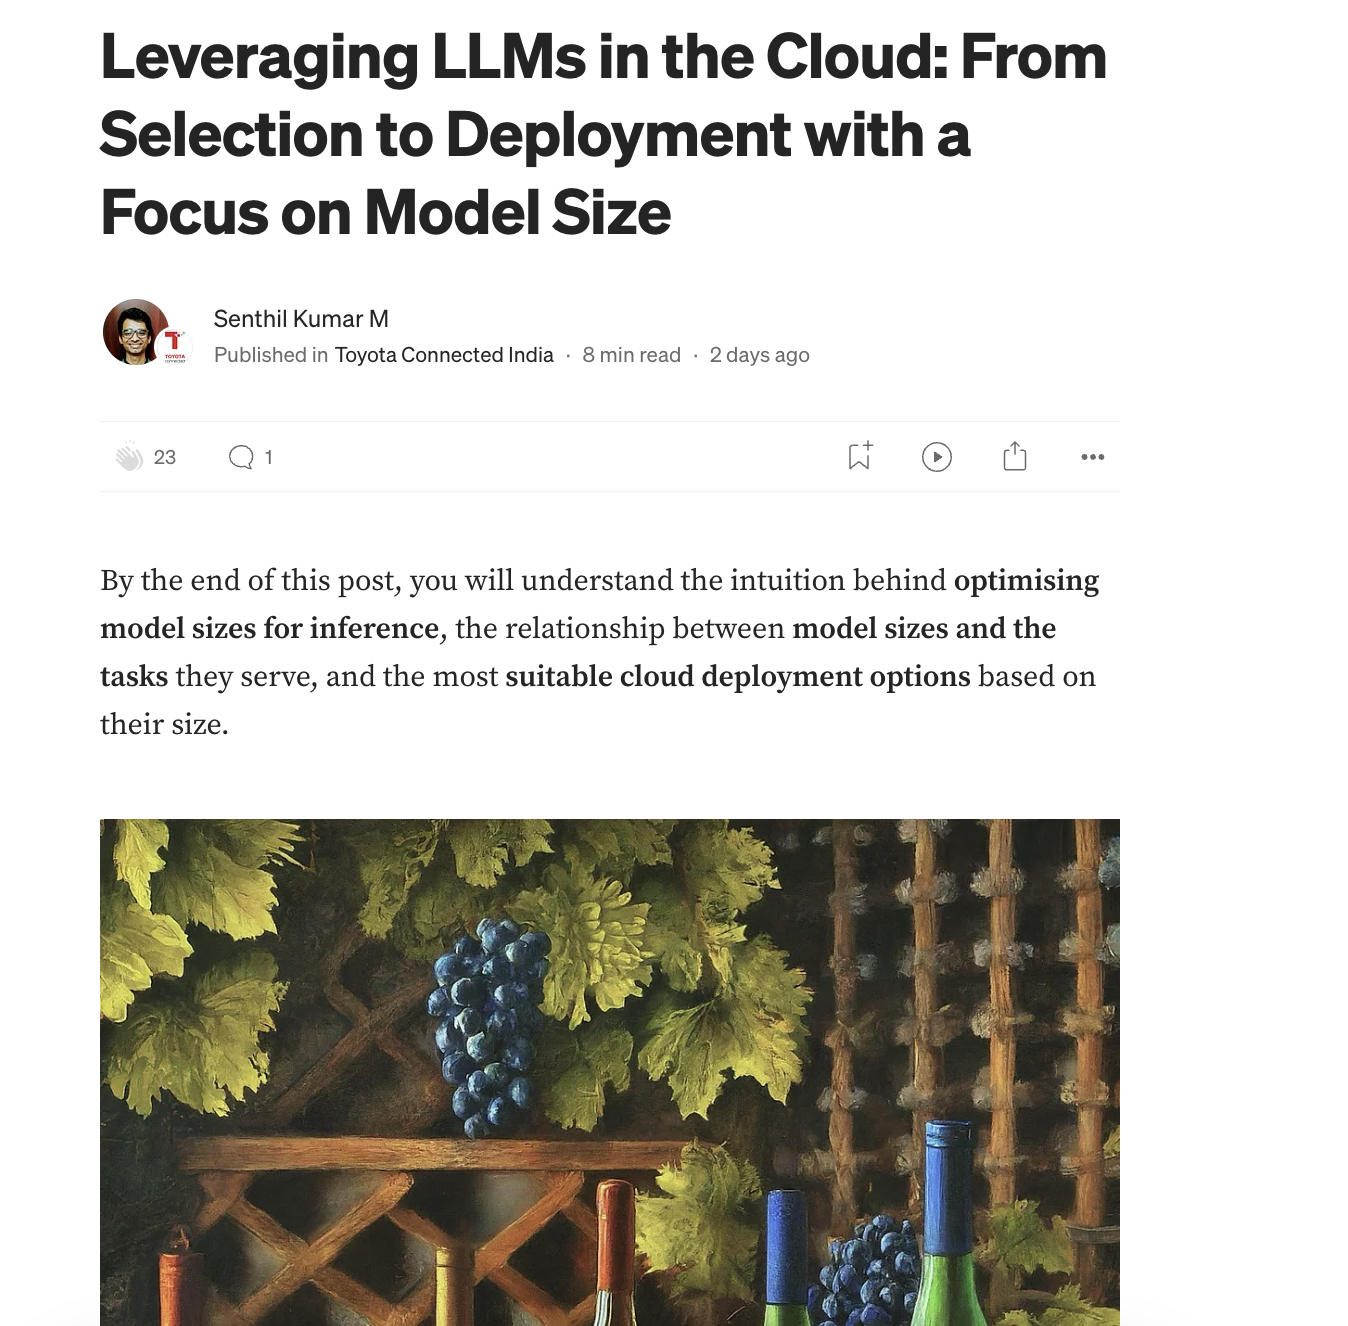 Leveraging LLMs in the Cloud: From
Selection to Deployment with a
Focus on Model Size
Senthil Kumar M
TOYOTA
CONNECTED
Published in Toyota Connected India · 8 min read · 2 days ago
23 1
By the end of this post, you will understand the intuition behind optimising
model sizes for inference, the relationship between model sizes and the
tasks they serve, and the most suitable cloud deployment options based on
their size.